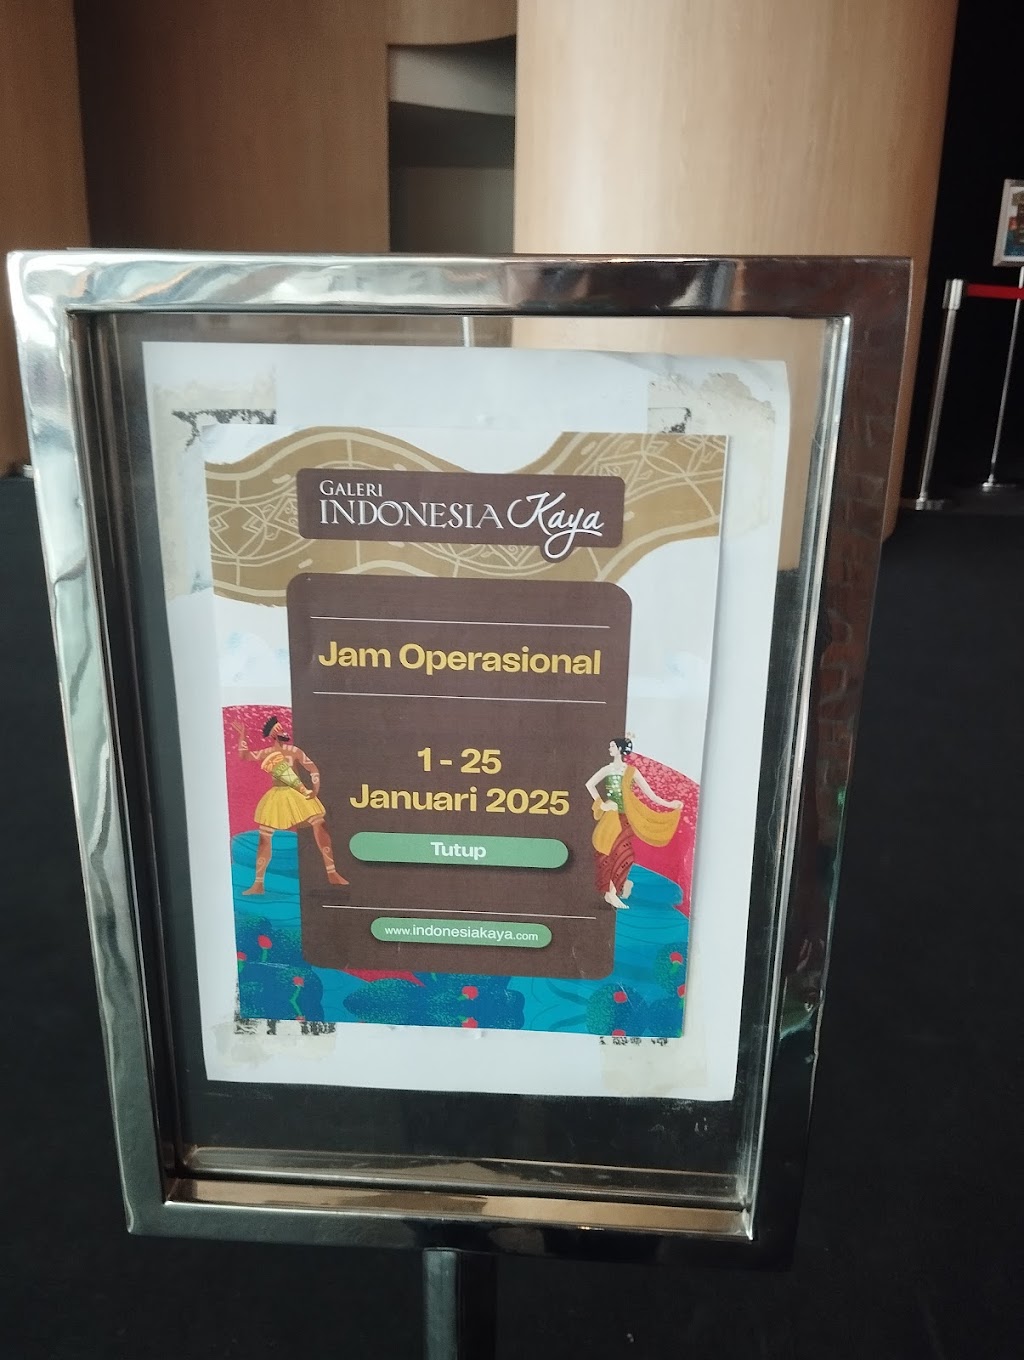 GALERI
INDONESIA Kaya
Jam Operasional
1 - 25
Januari 2025
Tutup
www.indonesiakaya.com